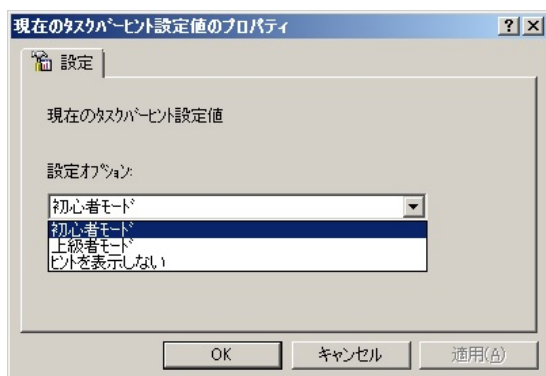 現在のタスクバーヒント設定値のプロパティ
設定
現在のタスクバーヒント設定値
設定オプション:
初心者モード
初心者モード
上級者モード
ヒントを表示しない
OK キャンセル 適用(A)